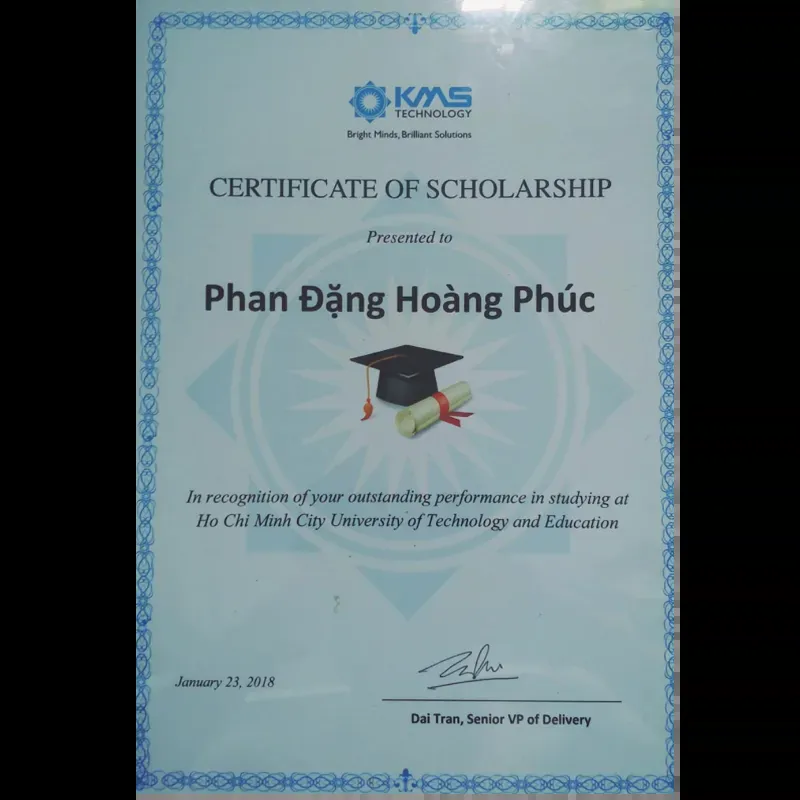 KMS
TECHNOLOGY
Bright Minds, Brilliant Solutions
CERTIFICATE OF SCHOLARSHIP
Presented to
Phan Đặng Hoàng Phúc
In recognition of your outstanding performance in studying at
Ho Chi Minh City University of Technology and Education
January 23, 2018
Dai Tran, Senior VP of Delivery